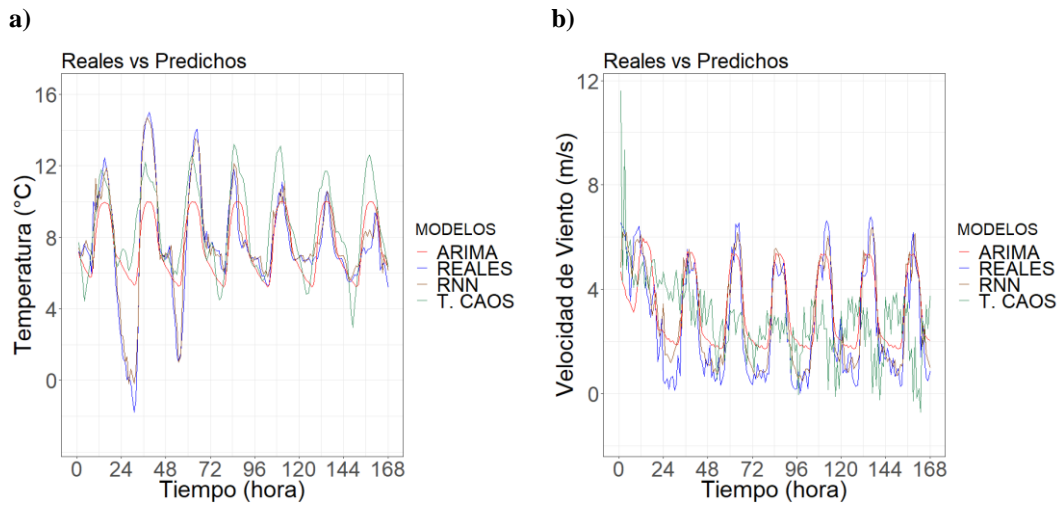 a)
Reales vs Predichos
Temperatura (°C)
16
12
8
4
0
0 24 48 72 96 120 144 168
Tiempo (hora)
MODELOS
ARIMA
REALES
RNN
T. CAOS
b)
Reales vs Predichos
Velocidad de Viento (m/s)
12
8
4
0
0 24 48 72 96 120 144 168
Tiempo (hora)
MODELOS
ARIMA
REALES
RNN
T. CAOS